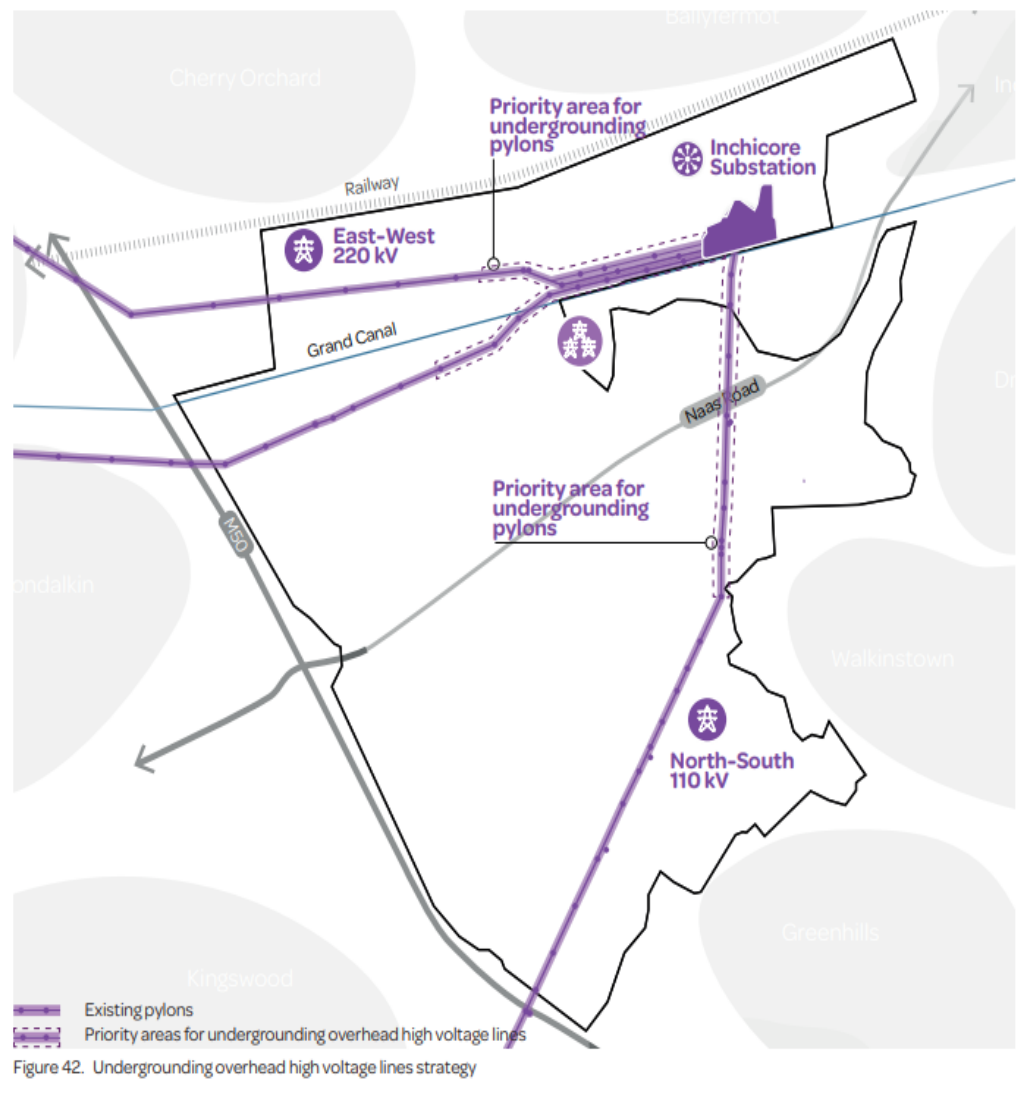 Ballyfermot
Cherry Orchard
Priority area for
undergrounding
pylons
Inchicore
Substation
Railway
East-West
220 kV
Grand Canal
Naas Road
Priority area for
undergrounding
pylons
M50
ondalkin
Walkinstown
North-South
110 kV
Greenhills
Kingswood
Existing pylons
Priority areas for undergrounding overhead high voltage lines
Figure 42. Undergrounding overhead high voltage lines strategy